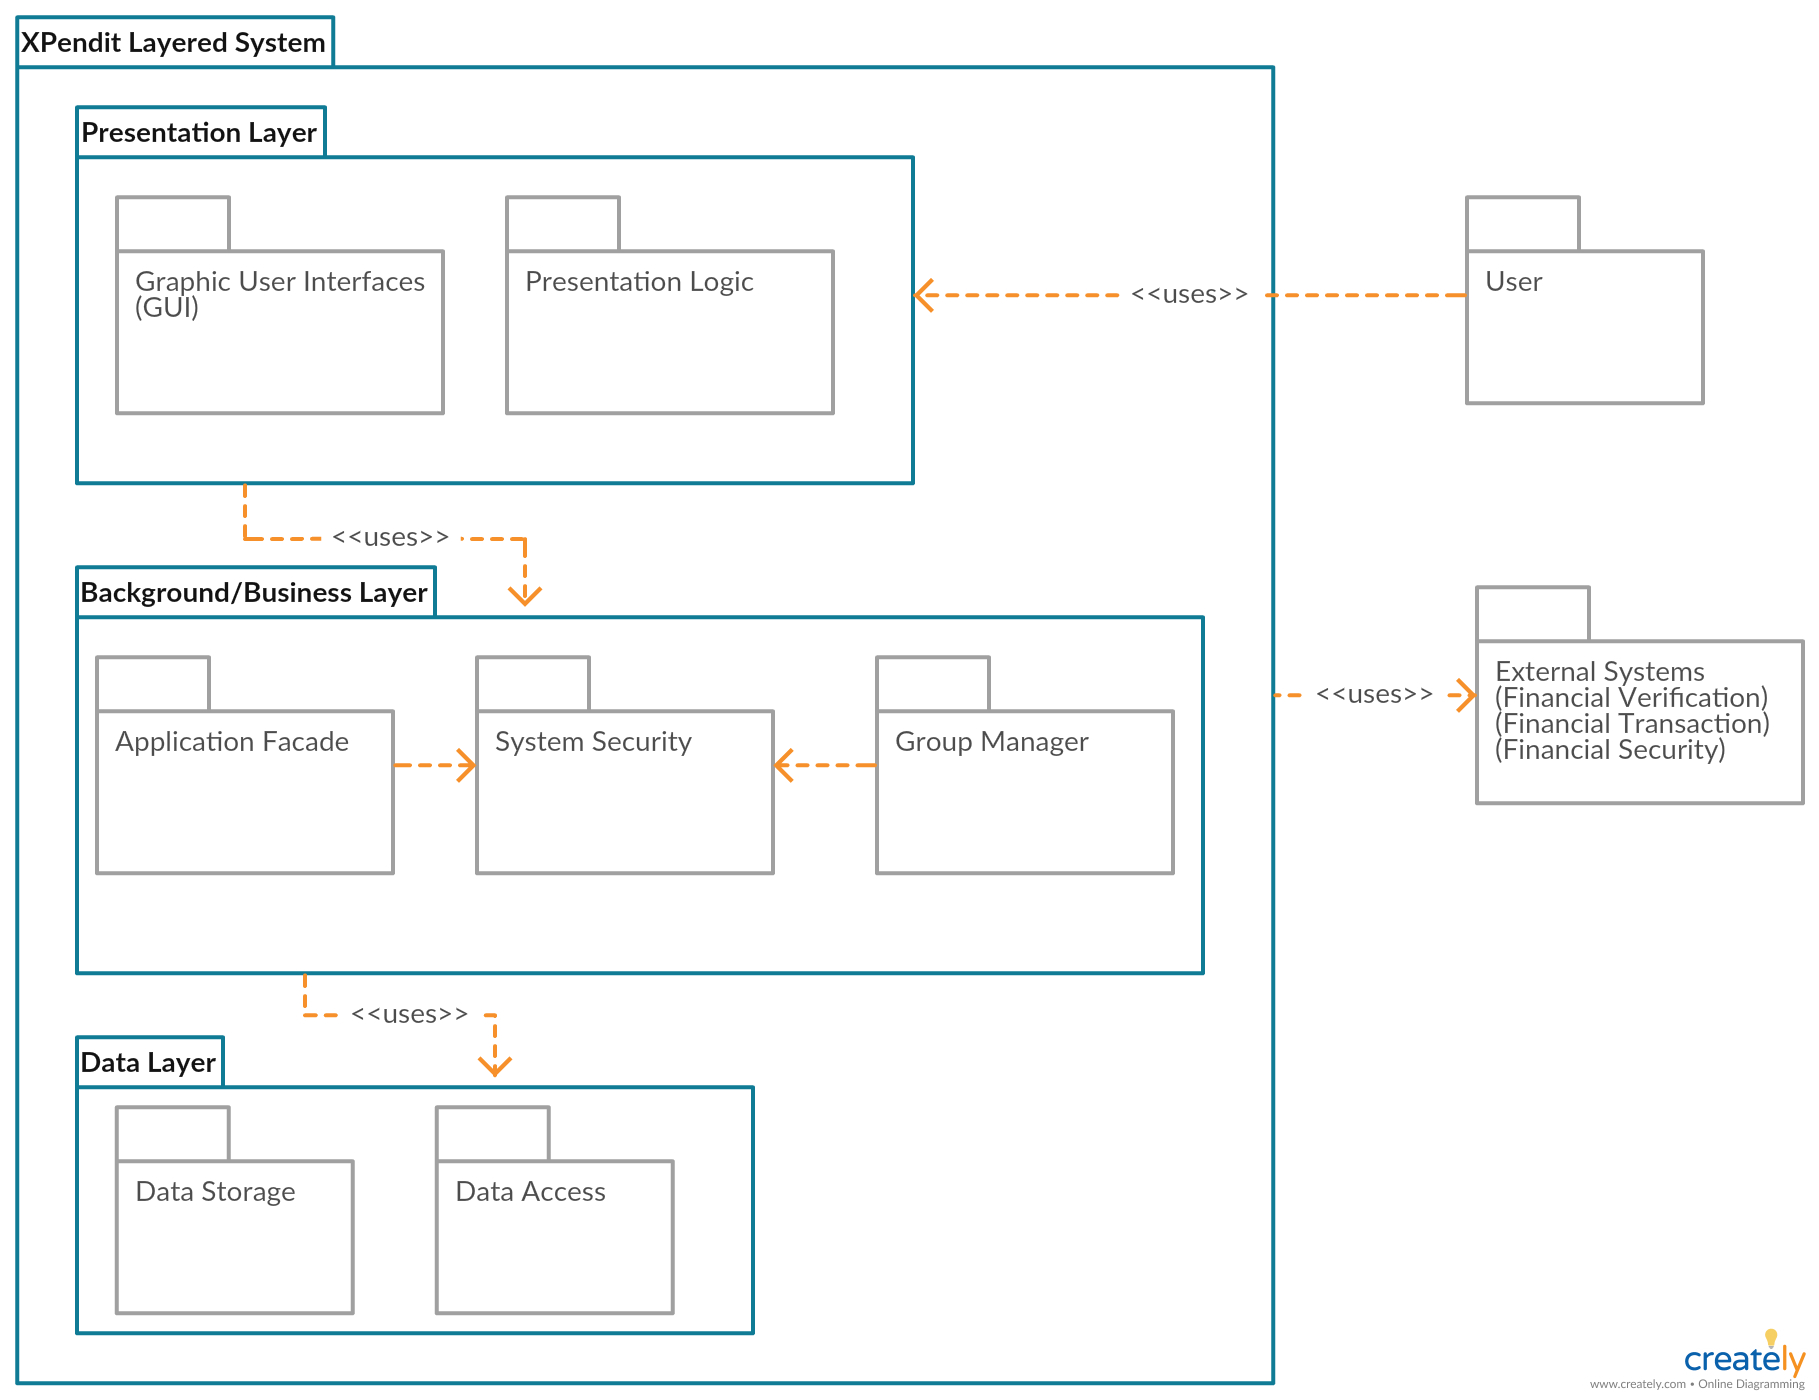 XPendit Layered System
Presentation Layer
Graphic User Interfaces
(GUI)
Presentation Logic
<<uses>>
User
<<uses>>
Background/Business Layer
Application Facade
System Security
Group Manager
<<uses>>
External Systems
(Financial Verification)
(Financial Transaction)
(Financial Security)
<<uses>>
Data Layer
Data Storage
Data Access
creately
www.creately.com • Online Diagramming